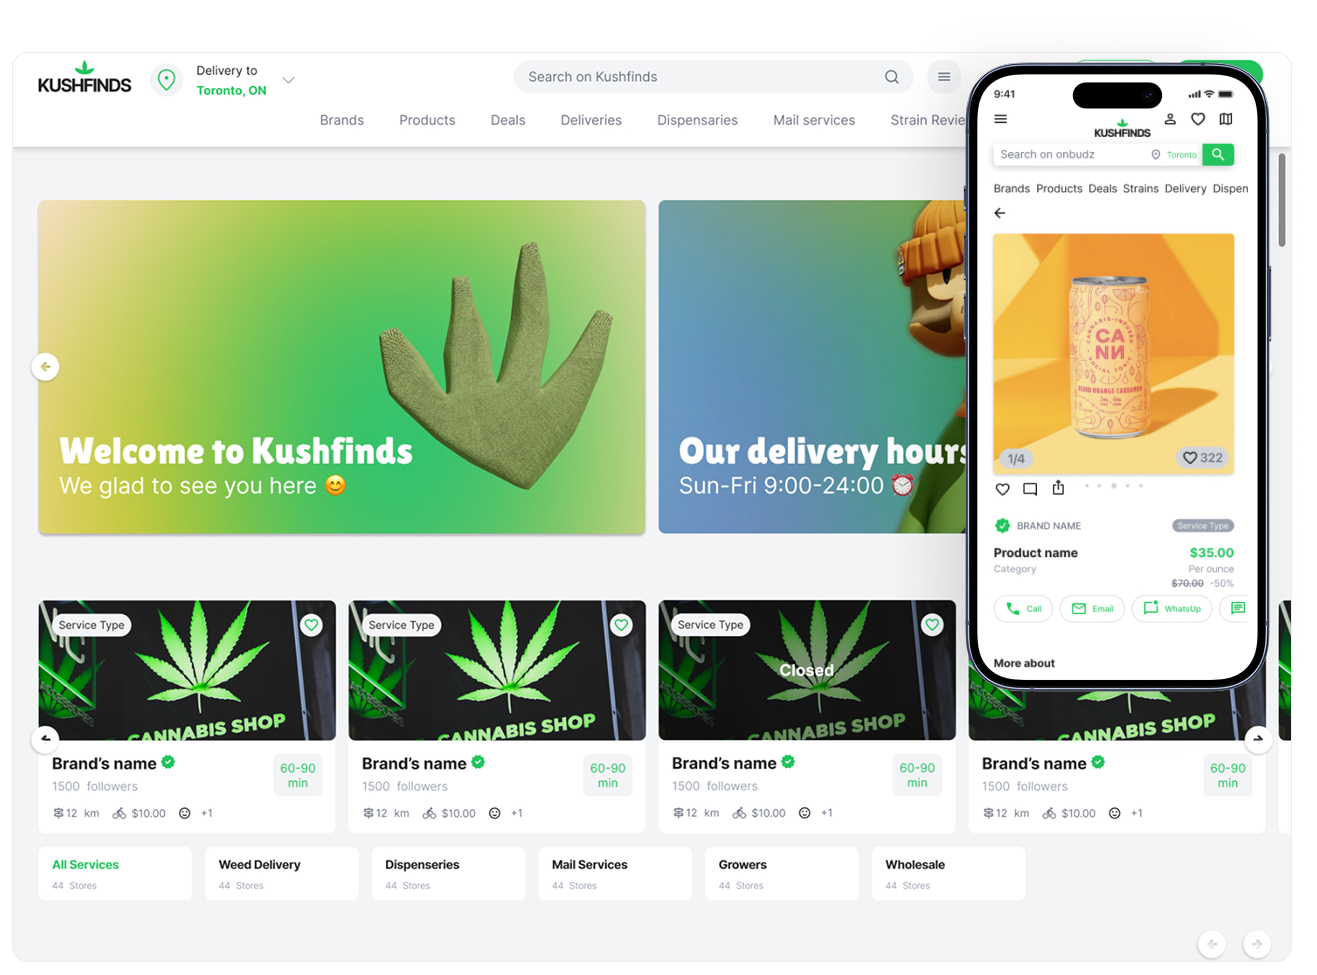 KUSHFINDS
Delivery to
Toronto, ON
Search on Kushfinds
Brands Products Deals Deliveries Dispensaries Mail services Strain Revie
Welcome to Kushfinds
We glad to see you here 😊
Our delivery hours
Sun-Fri 9:00-24:00 ⏰
9:41
KUSHFINDS
Search on onbudz
Toronto
Brands Products Deals Strains Delivery Dispen
CANNABIS-INFUSED
CA
NN
SOCIAL TONIC
BLOOD ORANGE CARDAMOM
1/4
322
BRAND NAME
Service Type
Product name
$35.00
Category
Per ounce
$70.00 -50%
Call
Email
WhatsUp
More about
Service Type
CANNABIS SHOP
Brand's name
60-90
min
1500 followers
12 km $10.00 +1
Service Type
CANNABIS SHOP
Brand's name
60-90
min
1500 followers
12 km $10.00 +1
Service Type
Closed
CANNABIS SHOP
Brand's name
60-90
min
1500 followers
12 km $10.00 +1
CANNABIS SHOP
Brand's name
60-90
min
1500 followers
12 km $10.00 +1
All Services
44 Stores
Weed Delivery
44 Stores
Dispenseries
44 Stores
Mail Services
44 Stores
Growers
44 Stores
Wholesale
44 Stores